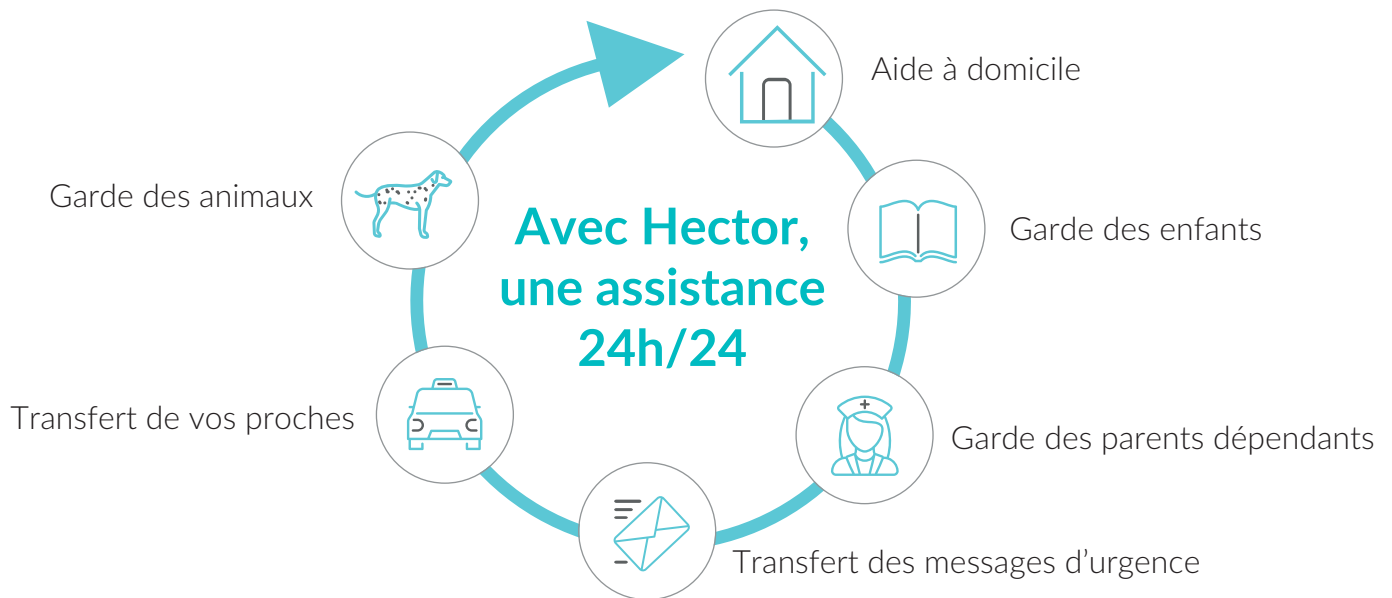 Aide à domicile
Garde des animaux
Avec Hector,
une assistance
24h/24
Garde des enfants
Transfert de vos proches
Garde des parents dépendants
Transfert des messages d’urgence